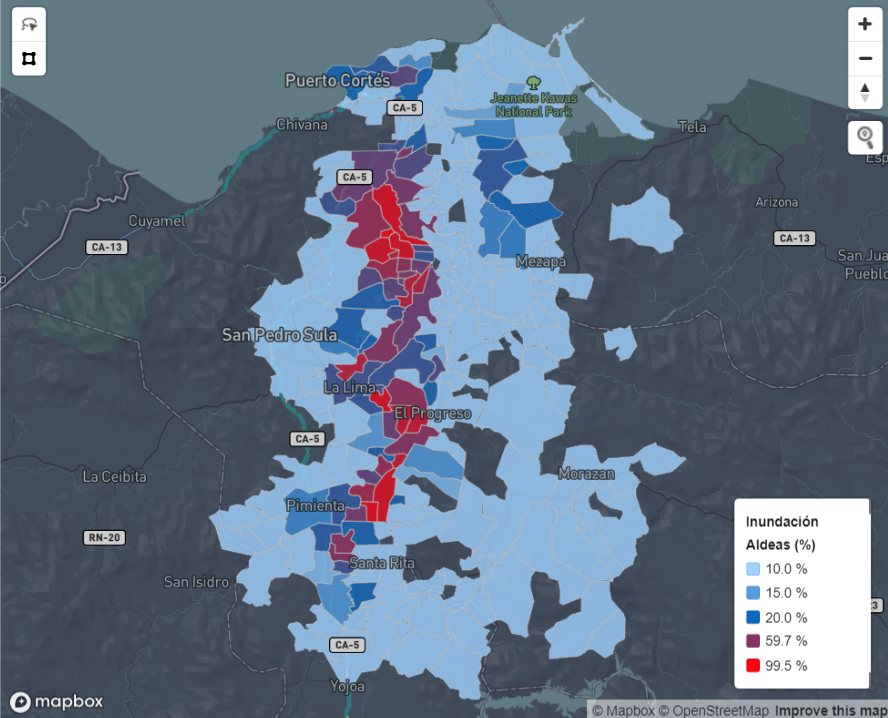 Puerto Cortés
CA-5
Jeanette Kawas
National Park
Chivana
Tela
CA-5
Arizona
Cuyamel
CA-13
CA-13
San Jua
Pueblo
Mezapa
San Pedro Sula
La Lima
El Progreso
CA-5
La Ceibita
Morazan
Pimienta
RN-20
Santa Rita
San Isidro
CA-5
Yojoa
Inundación
Aldeas (%)
10.0 %
15.0 %
20.0 %
59.7 %
99.5 %
mapbox
© Mapbox © OpenStreetMap Improve this map